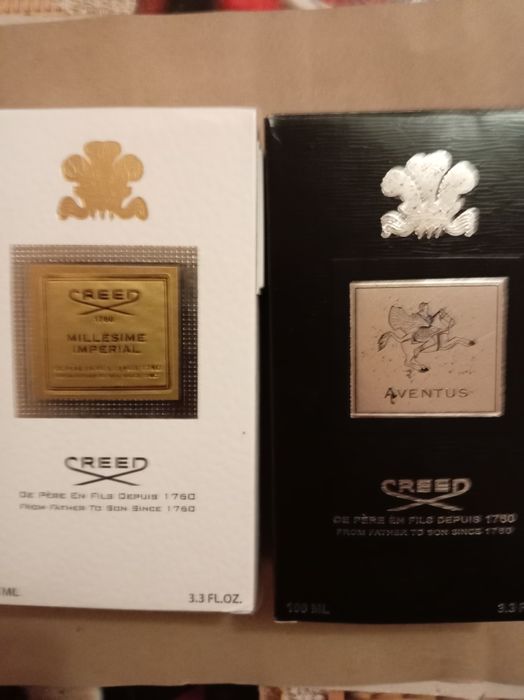 CREED
1760
MILLESIME
IMPERIAL
CREED
DE PÈRE EN FILS DEPUIS 1760
FROM FATHER TO SON SINCE 1760
ML
3.3 FL.OZ.
AVENTUS
CREED
DE PÈRE EN FILS DEPUIS 1760
FROM FATHER TO SON SINCE 1760
100 ML
3.3 F